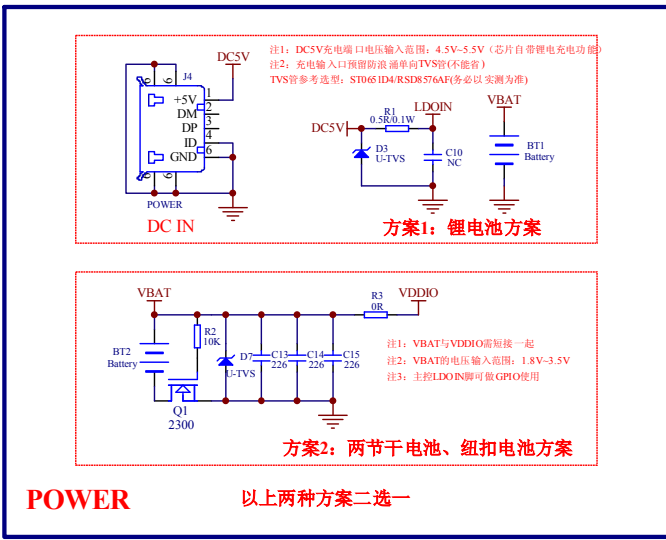 注1：DC5V充电端口电压输入范围：4.5V~5.5V（芯片自带锂电充电功能）
注2：充电输入口预留防浪涌单向TVS管(不能省)
TVS管参考选型：ST0651D4/RSD8576AF(务必以实测为准)
DC5V
J4
6 6
+5V 1
DM 2
DP 3
ID 4
GND 6
6 6
POWER
DC IN
DC5V
R1
0.5R/0.1W
LDOIN
VBAT
D3
U-TVS
C10
NC
BT1
Battery
方案1：锂电池方案
VBAT
R3
0R
VDDIO
R2
10K
BT2
Battery
D7
U-TVS
C13
226
C14
226
C15
226
Q1
2300
注1：VBAT与VDDIO需短接一起
注2：VBAT的电压输入范围：1.8V~3.5V
注3：主控LDOIN脚可做GPIO使用
方案2：两节干电池、纽扣电池方案
POWER
以上两种方案二选一